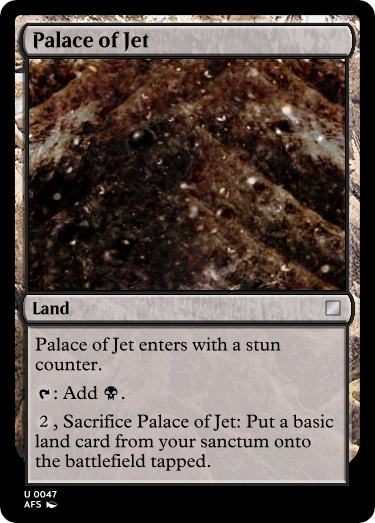 Palace of Jet
Land
Palace of Jet enters with a stun
counter.
: Add .
2 , Sacrifice Palace of Jet: Put a basic
land card from your sanctum onto
the battlefield tapped.
U 0047
AFS